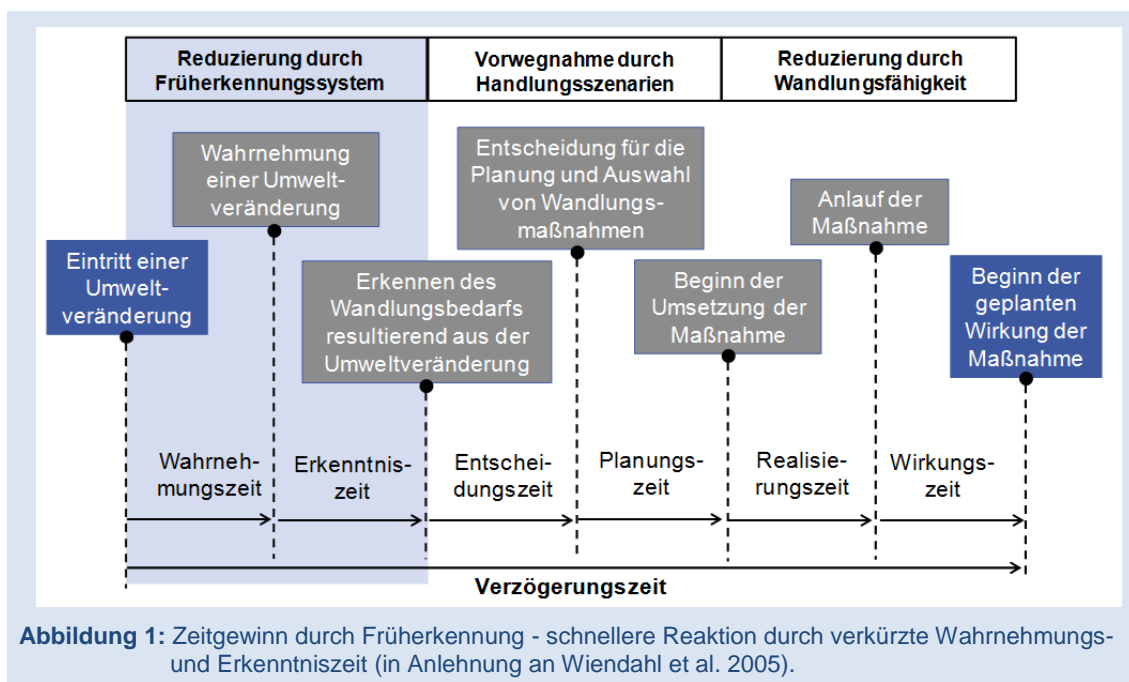 Reduzierung durch
Früherkennungssystem
Vorwegnahme durch
Handlungsszenarien
Reduzierung durch
Wandlungsfähigkeit
Eintritt einer
Umwelt-
veränderung
Wahrnehmung
einer Umwelt-
veränderung
Erkennen des
Wandlungsbedarfs
resultierend aus der
Umweltveränderung
Entscheidung für die
Planung und Auswahl
von Wandlungs-
maßnahmen
Beginn der
Umsetzung der
Maßnahme
Anlauf der
Maßnahme
Beginn der
geplanten
Wirkung der
Maßnahme
Wahrneh-
mungszeit
Erkenntnis-
zeit
Entschei-
dungszeit
Planungs-
zeit
Realisie-
rungszeit
Wirkungs-
zeit
Verzögerungszeit
Abbildung 1: Zeitgewinn durch Früherkennung - schnellere Reaktion durch verkürzte Wahrnehmungs-
und Erkenntniszeit (in Anlehnung an Wiendahl et al. 2005).